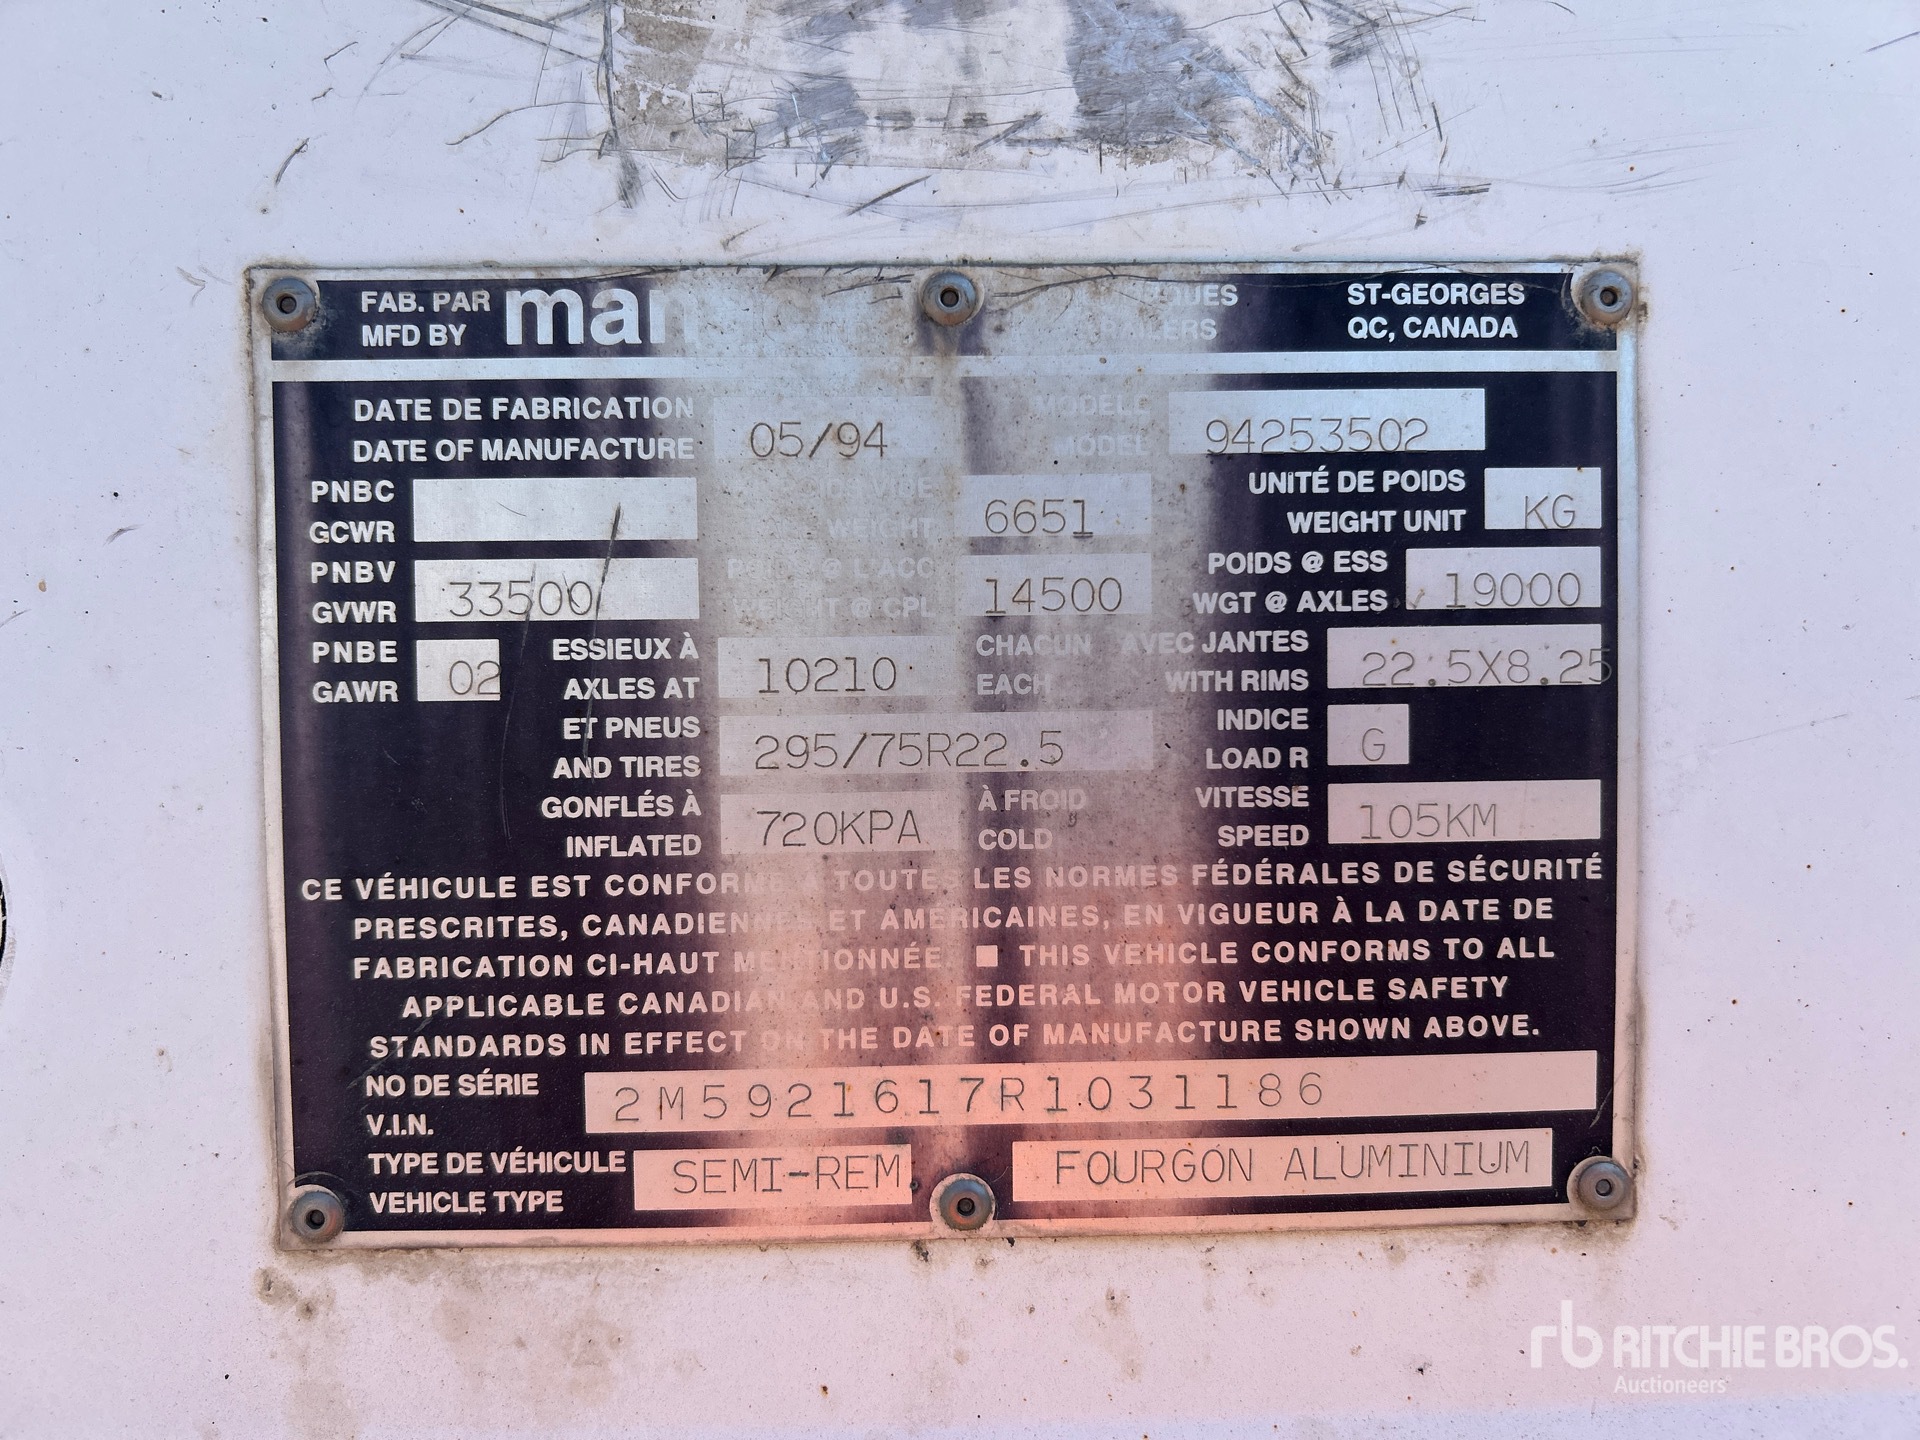 FAB. PAR
MFD BY
ST-GEORGES
QC, CANADA
DATE DE FABRICATION
DATE OF MANUFACTURE 05/94
MODEL 94253502
PNBC
GCWR
WEIGHT 6651
UNITÉ DE POIDS
WEIGHT UNIT KG
PNBV
GVWR 33500
L'ACC
@ CPL 14500
POIDS @ ESS
WGT @ AXLES 19000
PNBE
GAWR 02
ESSIEUX À
AXLES AT 10210
CHACUN
EACH
AVEC JANTES
WITH RIMS 22.5X8.25
ET PNEUS
AND TIRES 295/75R22.5
INDICE
LOAD R G
GONFLÉS À
INFLATED 720KPA
À FROID
COLD
VITESSE
SPEED 105KM
CE VÉHICULE EST CONFORME À TOUTES LES NORMES FÉDÉRALES DE SÉCURITÉ
PRESCRITES, CANADIENNES ET AMÉRICAINES, EN VIGUEUR À LA DATE DE
FABRICATION CI-HAUT MENTIONNÉE. ■ THIS VEHICLE CONFORMS TO ALL
APPLICABLE CANADIAN AND U.S. FEDERAL MOTOR VEHICLE SAFETY
STANDARDS IN EFFECT ON THE DATE OF MANUFACTURE SHOWN ABOVE.
NO DE SÉRIE
V.I.N. 2M5921617R1031186
TYPE DE VÉHICULE
VEHICLE TYPE SEMI-REM. FOURGON ALUMINIUM
rb RITCHIE BROS.
Auctioneers